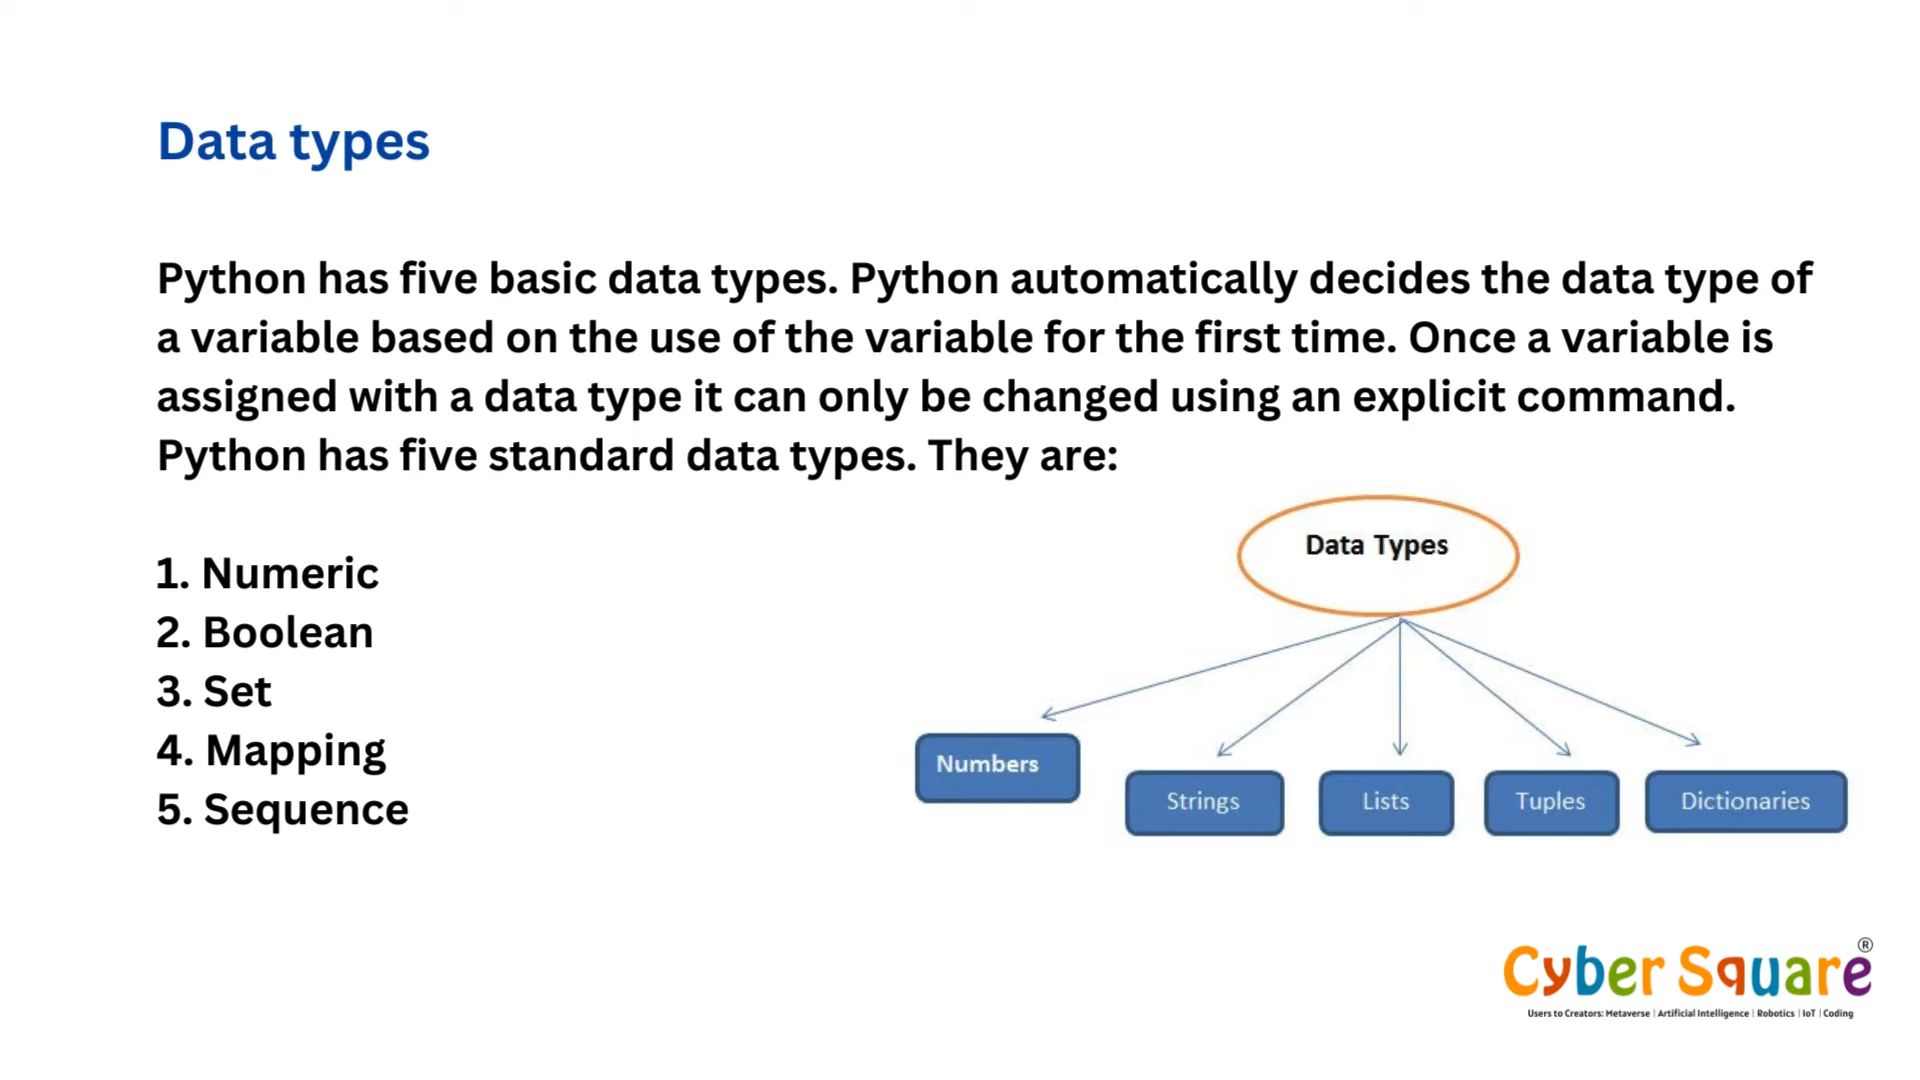 Data types
Python has five basic data types. Python automatically decides the data type of
a variable based on the use of the variable for the first time. Once a variable is
assigned with a data type it can only be changed using an explicit command.
Python has five standard data types. They are:
1. Numeric
2. Boolean
3. Set
4. Mapping
5. Sequence
Data Types
Numbers
Strings
Lists
Tuples
Dictionaries
Cyber Square®
Users to Creators: Metaverse | Artificial Intelligence | Robotics | IoT | Coding